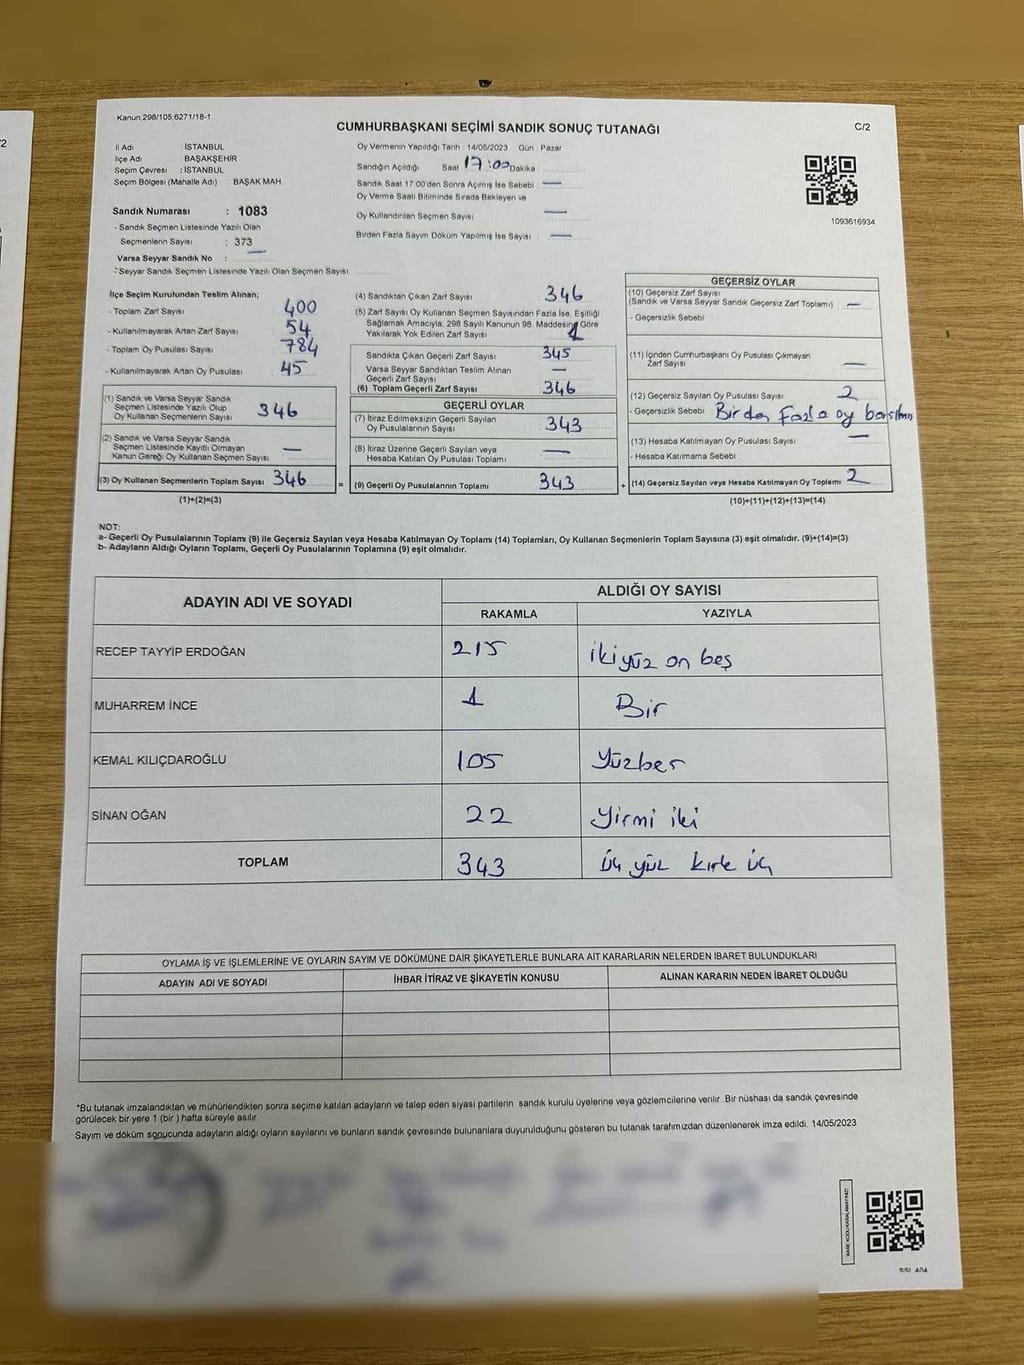 Kanun,298/105,6271/18-1
C/2
CUMHURBAŞKANI SEÇİMİ SANDIK SONUÇ TUTANAĞI
İl Adı : İSTANBUL
İlçe Adı : BAŞAKŞEHİR
Seçim Çevresi : İSTANBUL
Seçim Bölgesi (Mahalle Adı) : BAŞAK MAH.
Sandık Numarası : 1083
- Sandık Seçmen Listesinde Yazılı Olan
Seçmenlerin Sayısı : 373
Varsa Seyyar Sandık No : —
- Seyyar Sandık Seçmen Listesinde Yazılı Olan Seçmen Sayısı:
Oy Vermenin Yapıldığı Tarih : 14/05/2023 Gün : Pazar
Sandığın Açıldığı Saat 17:00 Dakika :
Sandık Saat 17:00'den Sonra Açmış İse Sebebi : —
Oy Verme Saati Bitiminde Sırada Bekleyen ve
Oy Kullandırılan Seçmen Sayısı : —
Birden Fazla Sayım Döküm Yapılmış İse Sayısı : —
1093616934
İlçe Seçim Kurulundan Teslim Alınan;
- Toplam Zarf Sayısı : 400
- Kullanılmayarak Artan Zarf Sayısı : 54
- Toplam Oy Pusulası Sayısı : 784
- Kullanılmayarak Artan Oy Pusulası : 45
(1) Sandık ve Varsa Seyyar Sandık
Seçmen Listesinde Yazılı Olup
Oy Kullanan Seçmenlerin Sayısı : 346
(2) Sandık ve Varsa Seyyar Sandık
Seçmen Listesinde Kayıtlı Olmayan
Kanun Gereği Oy Kullanan Seçmen Sayısı : —
(3) Oy Kullanan Seçmenlerin Toplam Sayısı : 346
(1)+(2)=(3)
(4) Sandıktan Çıkan Zarf Sayısı : 346
(5) Zarf Sayısı Oy Kullanan Seçmen Sayısından Fazla İse, Eşitliği
Sağlamak Amacıyla, 298 Sayılı Kanunun 98. Maddesine Göre
Yakılarak Yok Edilen Zarf Sayısı : 1
Sandıkta Çıkan Geçerli Zarf Sayısı : 345
Varsa Seyyar Sandıktan Teslim Alınan
Geçerli Zarf Sayısı : —
(6) Toplam Geçerli Zarf Sayısı : 346
GEÇERLİ OYLAR
(7) İtiraz Edilmeksizin Geçerli Sayılan
Oy Pusulalarının Sayısı : 343
(8) İtiraz Üzerine Geçerli Sayılan veya
Hesaba Katılan Oy Pusulası Toplamı : —
(9) Geçerli Oy Pusulalarının Toplamı : 343
GEÇERSİZ OYLAR
(10) Geçersiz Zarf Sayısı
(Sandık ve Varsa Seyyar Sandık Geçersiz Zarf Toplamı) : —
- Geçersizlik Sebebi :
(11) İçinden Cumhurbaşkanı Oy Pusulası Çıkmayan
Zarf Sayısı : —
(12) Geçersiz Sayılan Oy Pusulası Sayısı : 2
- Geçersizlik Sebebi : Birden Fazla oy
(13) Hesaba Katılmayan Oy Pusulası Sayısı : —
- Hesaba Katılmama Sebebi :
(14) Geçersiz Sayılan veya Hesaba Katılmayan Oy Toplamı : 2
(10)+(11)+(12)+(13)=(14)
NOT:
a- Geçerli Oy Pusulalarının Toplamı (9) ile Geçersiz Sayılan veya Hesaba Katılmayan Oy Toplamı (14) Toplamları, Oy Kullanan Seçmenlerin Toplam Sayısına (3) eşit olmalıdır. (9)+(14)=(3)
b- Adayların Aldığı Oyların Toplamı, Geçerli Oy Pusulalarının Toplamına (9) eşit olmalıdır.
ADAYIN ADI VE SOYADI
ALDIĞI OY SAYISI
RAKAMLA YAZIYLA
RECEP TAYYİP ERDOĞAN 215 ikiyüz on beş
MUHARREM İNCE 1 Bir
KEMAL KILIÇDAROĞLU 105 Yüzbeş
SİNAN OĞAN 22 Yirmi iki
TOPLAM 343 üç yüz kırk üç
OYLAMA İŞ VE İŞLEMLERİNE VE OYLARIN SAYIM VE DÖKÜMÜNE DAİR ŞİKAYETLERLE BUNLARA AİT KARARLARIN NELERDEN İBARET BULUNDUKLARI
ADAYIN ADI VE SOYADI İHBAR İTİRAZ VE ŞİKAYETİN KONUSU ALINAN KARARIN NEDEN İBARET OLDUĞU
*Bu tutanak imzalandıktan ve mühürlendikten sonra seçime katılan adayların ve talep eden siyasi partilerin sandık kurulu üyelerine veya gözlemcilerine verilir. Bir nüshası da sandık çevresinde
görülecek bir yere 1 (bir) hafta süreyle asılır.
Sayım ve döküm sonucunda adayların aldığı oyların sayılarını ve bunların sandık çevresinde bulunanlara duyurulduğunu gösteren bu tutanak tarafımızdan düzenlenerek imza edildi. 14/05/2023